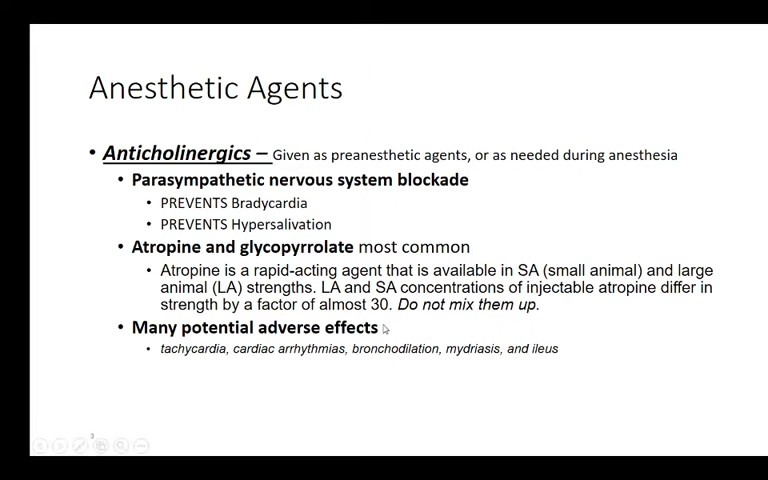 Anesthetic Agents
• Anticholinergics – Given as preanesthetic agents, or as needed during anesthesia
• Parasympathetic nervous system blockade
• PREVENTS Bradycardia
• PREVENTS Hypersalivation
• Atropine and glycopyrrolate most common
• Atropine is a rapid-acting agent that is available in SA (small animal) and large
animal (LA) strengths. LA and SA concentrations of injectable atropine differ in
strength by a factor of almost 30. Do not mix them up.
• Many potential adverse effects
• tachycardia, cardiac arrhythmias, bronchodilation, mydriasis, and ileus
3